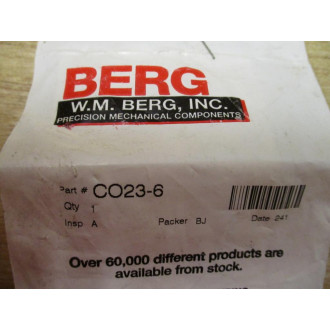 BERG
W.M. BERG, INC.
PRECISION MECHANICAL COMPONENTS
Part # CO23-6
Qty 1
Insp A Packer BJ Date 241
Over 60,000 different products are
available from stock.